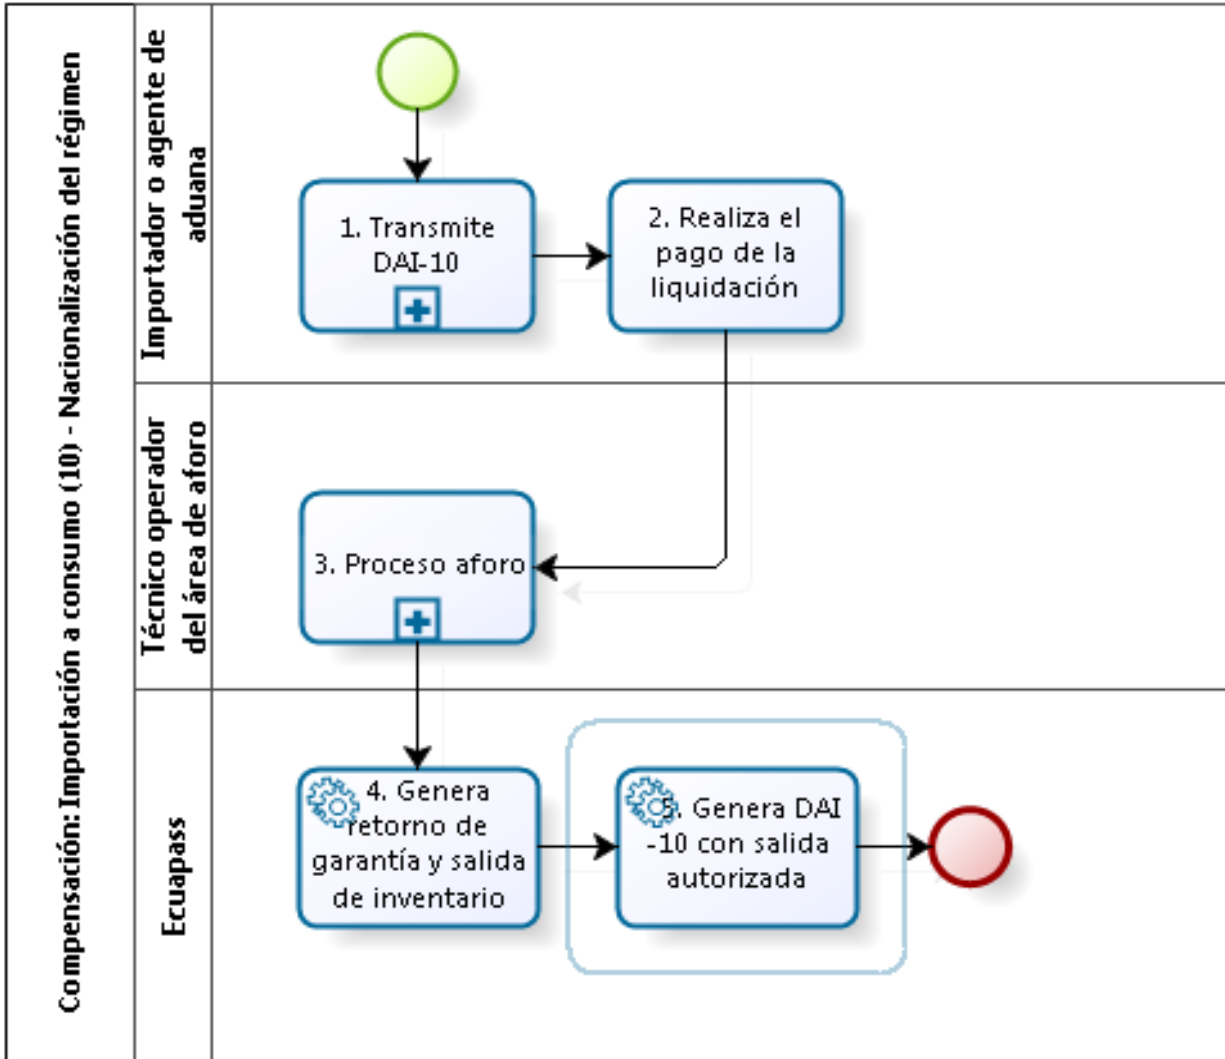 Compensación: Importación a consumo (10) - Nacionalización del régimen
Importador o agente de
aduana
1. Transmite
DAI-10
2. Realiza el
pago de la
liquidación
Técnico operador
del área de aforo
3. Proceso aforo
Ecuapass
4. Genera
retorno de
garantía y salida
de inventario
5. Genera DAI
-10 con salida
autorizada